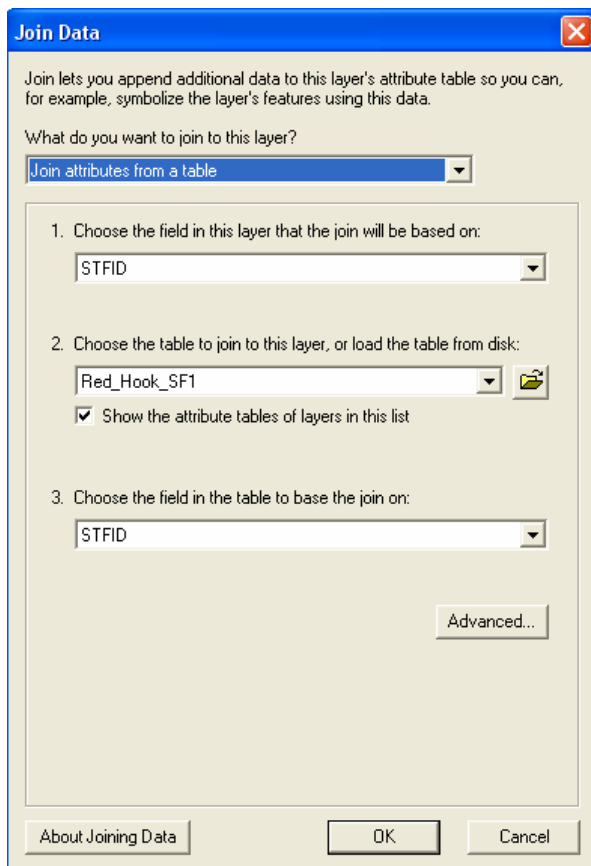 Join Data
Join lets you append additional data to this layer's attribute table so you can,
for example, symbolize the layer's features using this data.
What do you want to join to this layer?
Join attributes from a table
1. Choose the field in this layer that the join will be based on:
STFID
2. Choose the table to join to this layer, or load the table from disk:
Red_Hook_SF1
Show the attribute tables of layers in this list
3. Choose the field in the table to base the join on:
STFID
Advanced...
About Joining Data
OK
Cancel